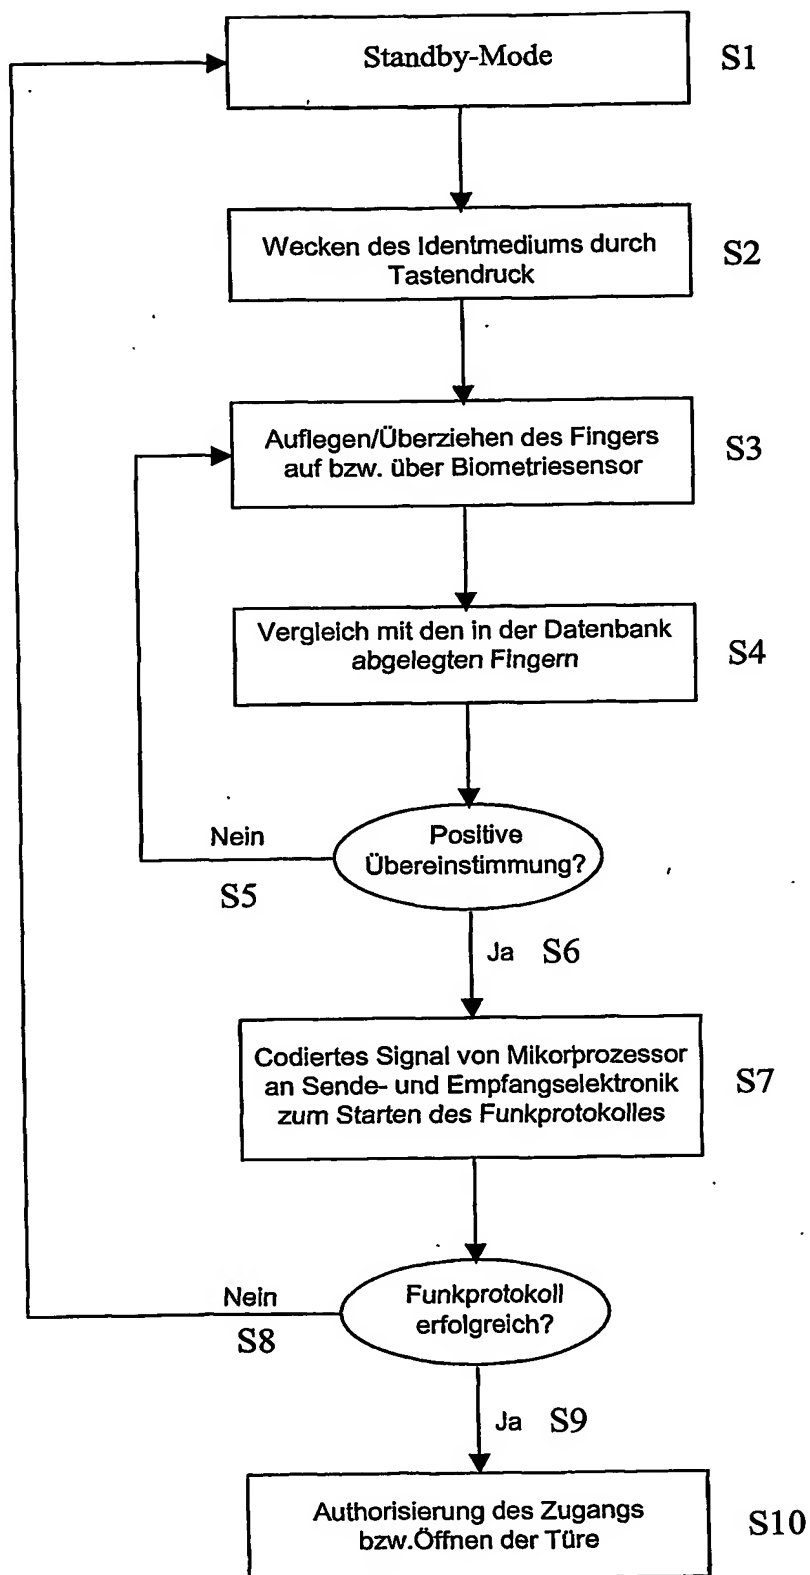 Standby-Mode
S1
Wecken des Identmediums durch
Tastendruck
S2
Auflegen/Überziehen des Fingers
auf bzw. über Biometriesensor
S3
Vergleich mit den in der Datenbank
abgelegten Fingern
S4
Positive
Übereinstimmung?
Nein
S5
Ja S6
Codiertes Signal von Mikorprozessor
an Sende- und Empfangselektronik
zum Starten des Funkprotokolles
S7
Funkprotokoll
erfolgreich?
Nein
S8
Ja S9
Authorisierung des Zugangs
bzw.Öffnen der Türe
S10